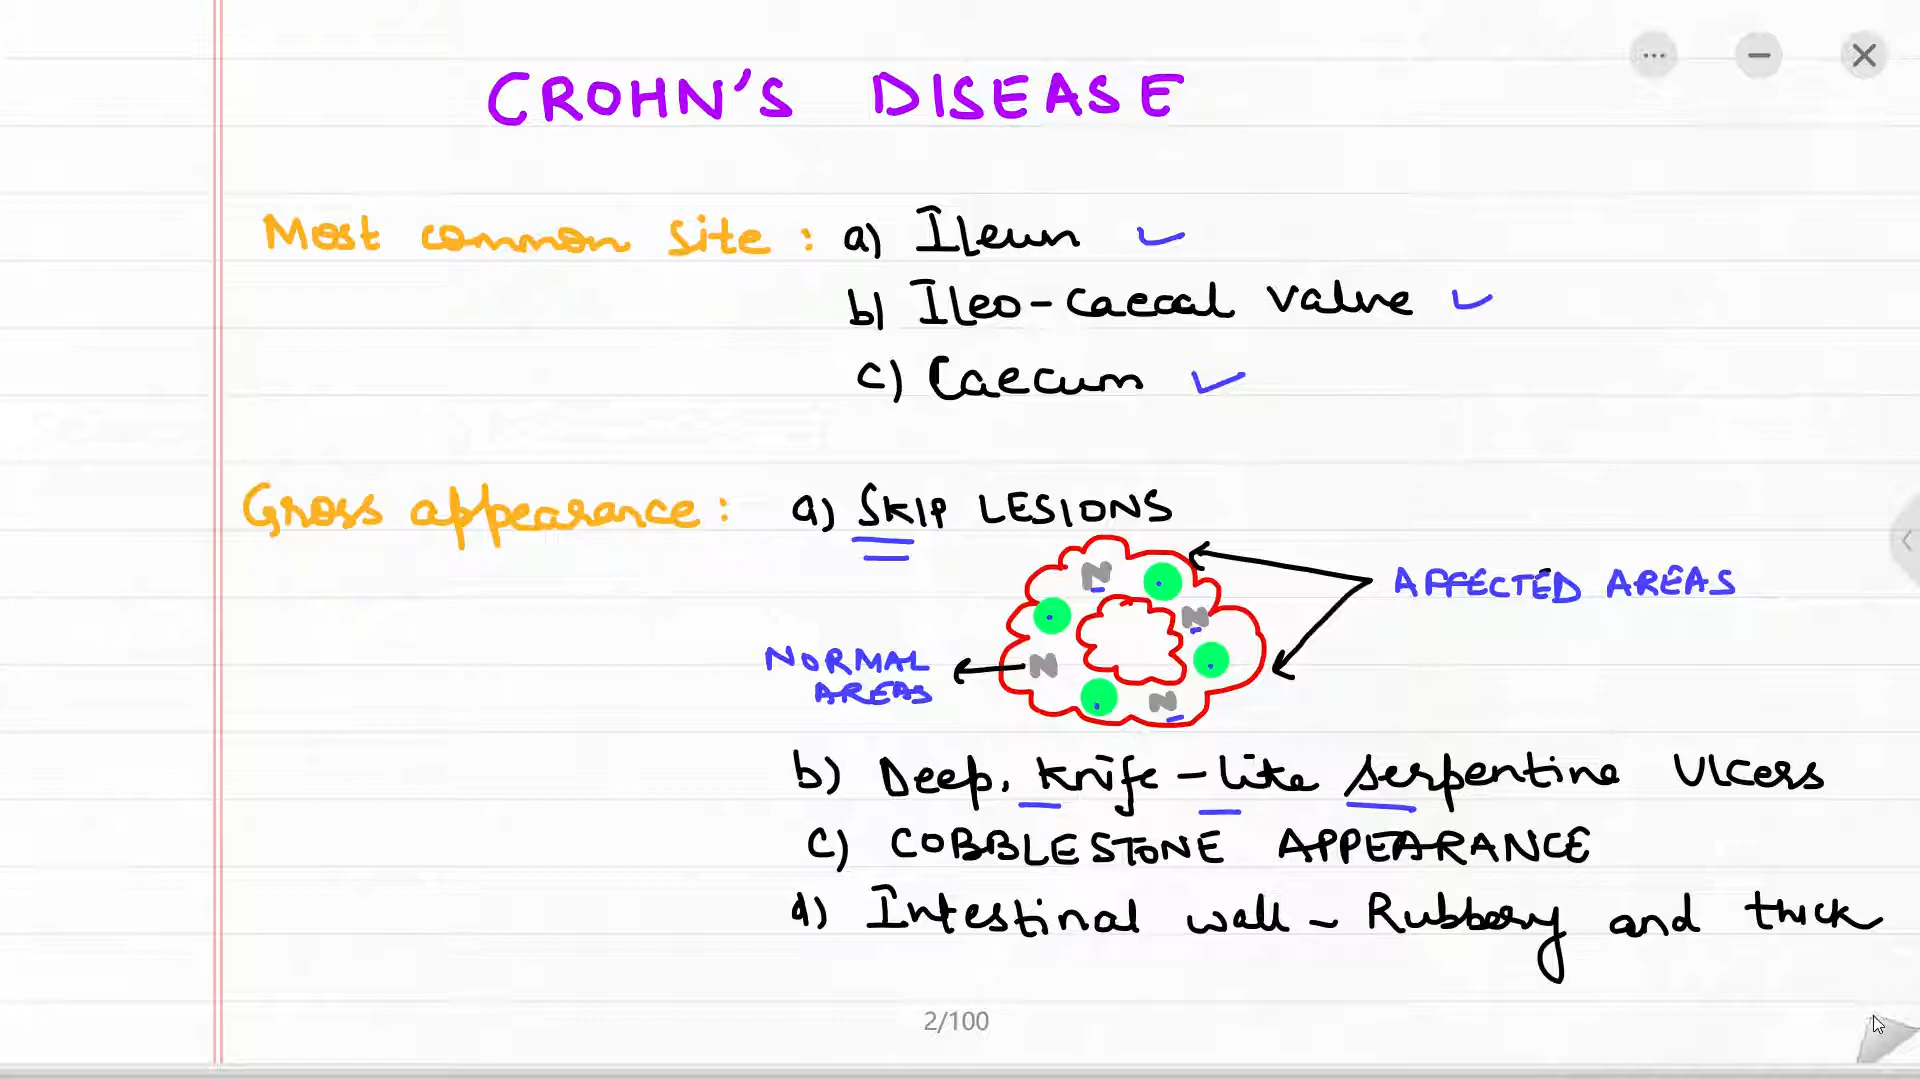 CROHN'S DISEASE
Most common site : a) Ileum
b) Ileo-caecal valve
c) Caecum
Gross appearance : a) SKIP LESIONS
N
AFFECTED AREAS
N
NORMAL AREAS
N
N
b) Deep, knife-like serpentine Ulcers
c) COBBLESTONE APPEARANCE
d) Intestinal wall - Rubbery and thick
2/100